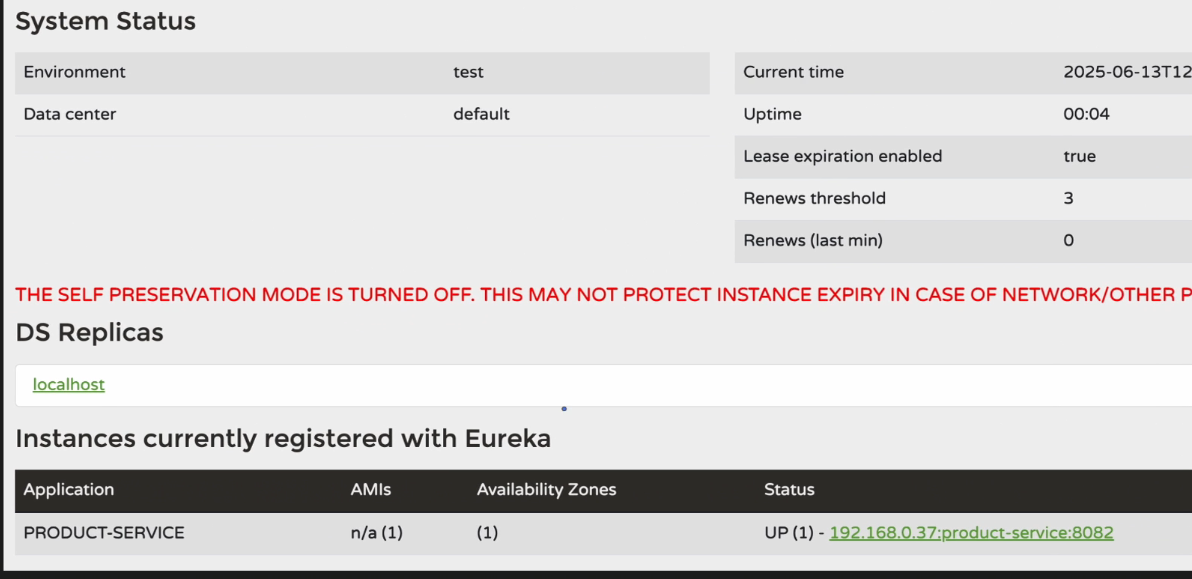 System Status
Environment test
Data center default
Current time 2025-06-13T12
Uptime 00:04
Lease expiration enabled true
Renews threshold 3
Renews (last min) 0
THE SELF PRESERVATION MODE IS TURNED OFF. THIS MAY NOT PROTECT INSTANCE EXPIRY IN CASE OF NETWORK/OTHER P
DS Replicas
localhost
Instances currently registered with Eureka
Application AMIs Availability Zones Status
PRODUCT-SERVICE n/a (1) (1) UP (1) - 192.168.0.37:product-service:8082